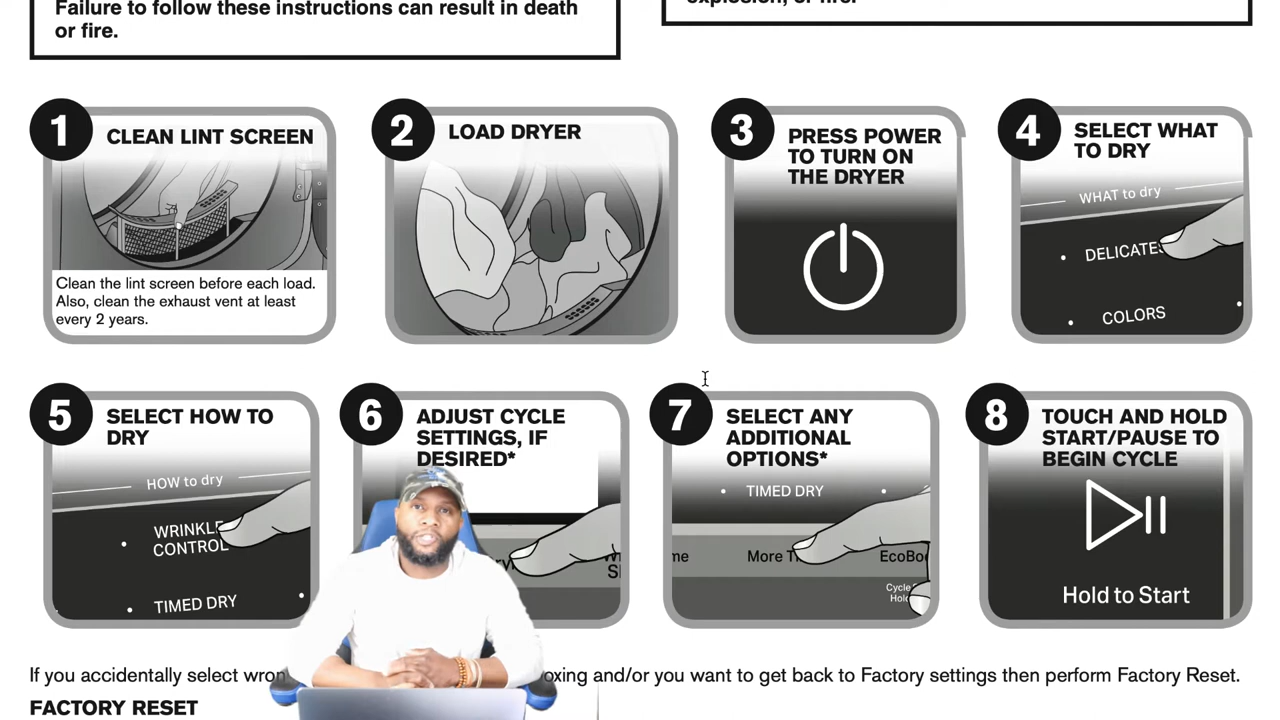 Failure to follow these instructions can result in death
or fire.
1
CLEAN LINT SCREEN
Clean the lint screen before each load.
Also, clean the exhaust vent at least
every 2 years.
2
LOAD DRYER
3
PRESS POWER
TO TURN ON
THE DRYER
4
SELECT WHAT
TO DRY
WHAT to dry
COLORS
5
SELECT HOW TO
DRY
HOW to dry
WRINKLE
CONTROL
TIMED DRY
6
ADJUST CYCLE
SETTINGS, IF
DESIRED*
7
SELECT ANY
ADDITIONAL
OPTIONS*
TIMED DRY
More
8
TOUCH AND HOLD
START/PAUSE TO
BEGIN CYCLE
Hold to Start
If you accidentally select and/or you want to get back to Factory settings then perform Factory Reset.
FACTORY RESET